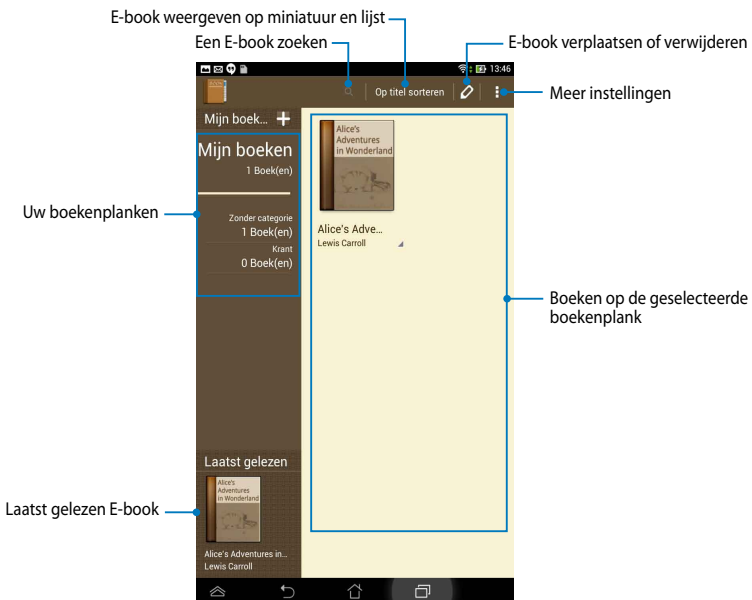 E-book weergeven op miniatuur en lijst
Een E-book zoeken
E-book verplaatsen of verwijderen
13:46
Op titel sorteren
Meer instellingen
Mijn boek...
Mijn boeken
1 Boek(en)
Zonder categorie
1 Boek(en)
Krant
0 Boek(en)
Uw boekenplanken
Alice's
Adventures
in Wonderland
Alice's Adve...
Lewis Carroll
Boeken op de geselecteerde
boekenplank
Laatst gelezen
Alice's
Adventures
in Wonderland
Laatst gelezen E-book
Alice's Adventures in...
Lewis Carroll